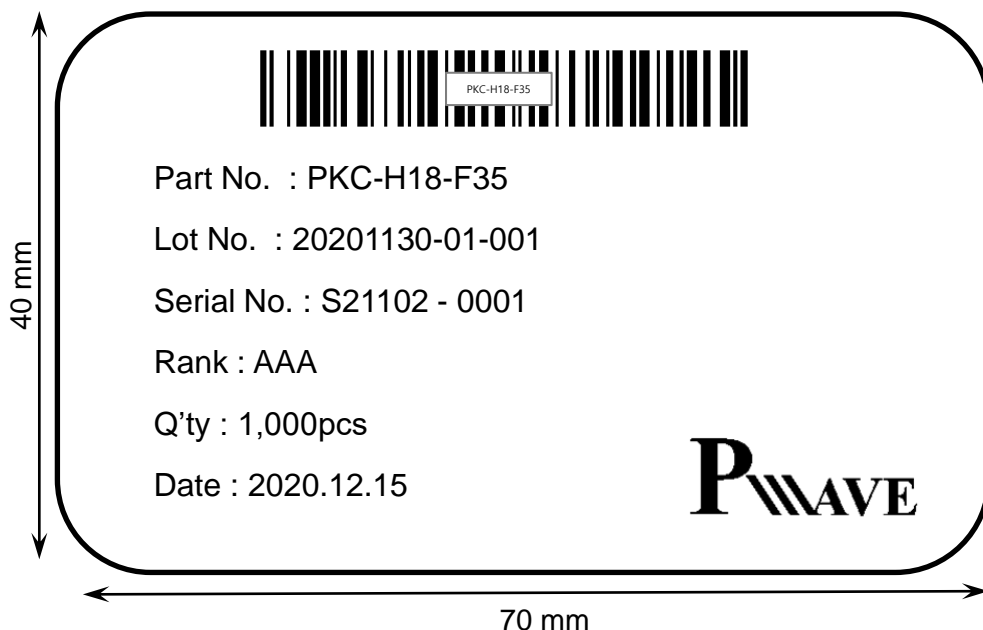 PKC-H18-F35
Part No. : PKC-H18-F35
Lot No. : 20201130-01-001
Serial No. : S21102 - 0001
Rank : AAA
Q’ty : 1,000pcs
Date : 2020.12.15
PWAVE
40 mm
70 mm